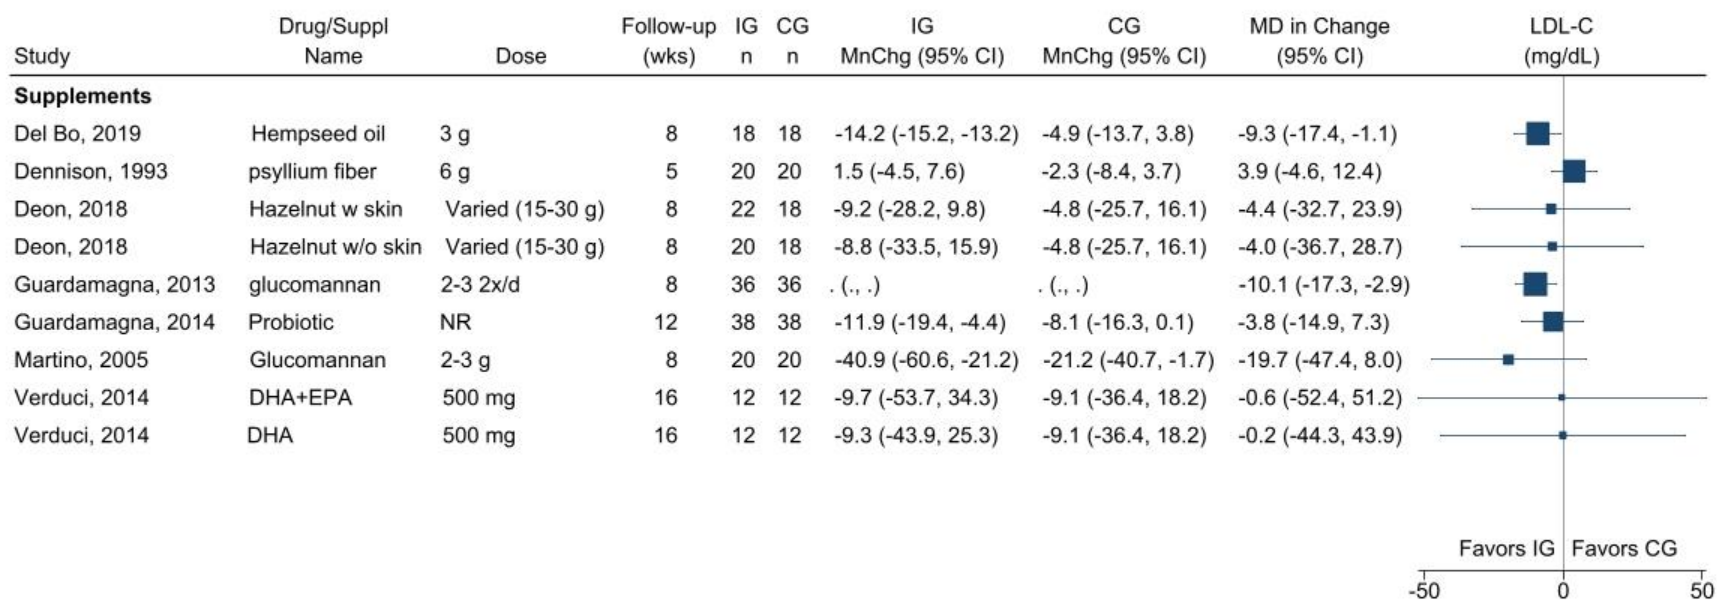 Drug/Suppl Follow-up IG CG IG CG MD in Change LDL-C
Study Name Dose (wks) n n MnChg (95% CI) MnChg (95% CI) (95% CI) (mg/dL)
Supplements
Del Bo, 2019 Hempseed oil 3 g 8 18 18 -14.2 (-15.2, -13.2) -4.9 (-13.7, 3.8) -9.3 (-17.4, -1.1)
Dennison, 1993 psyllium fiber 6 g 5 20 20 1.5 (-4.5, 7.6) -2.3 (-8.4, 3.7) 3.9 (-4.6, 12.4)
Deon, 2018 Hazelnut w skin Varied (15-30 g) 8 22 18 -9.2 (-28.2, 9.8) -4.8 (-25.7, 16.1) -4.4 (-32.7, 23.9)
Deon, 2018 Hazelnut w/o skin Varied (15-30 g) 8 20 18 -8.8 (-33.5, 15.9) -4.8 (-25.7, 16.1) -4.0 (-36.7, 28.7)
Guardamagna, 2013 glucomannan 2-3 2x/d 8 36 36 . (., .) . (., .) -10.1 (-17.3, -2.9)
Guardamagna, 2014 Probiotic NR 12 38 38 -11.9 (-19.4, -4.4) -8.1 (-16.3, 0.1) -3.8 (-14.9, 7.3)
Martino, 2005 Glucomannan 2-3 g 8 20 20 -40.9 (-60.6, -21.2) -21.2 (-40.7, -1.7) -19.7 (-47.4, 8.0)
Verduci, 2014 DHA+EPA 500 mg 16 12 12 -9.7 (-53.7, 34.3) -9.1 (-36.4, 18.2) -0.6 (-52.4, 51.2)
Verduci, 2014 DHA 500 mg 16 12 12 -9.3 (-43.9, 25.3) -9.1 (-36.4, 18.2) -0.2 (-44.3, 43.9)
Favors IG Favors CG
-50 0 50